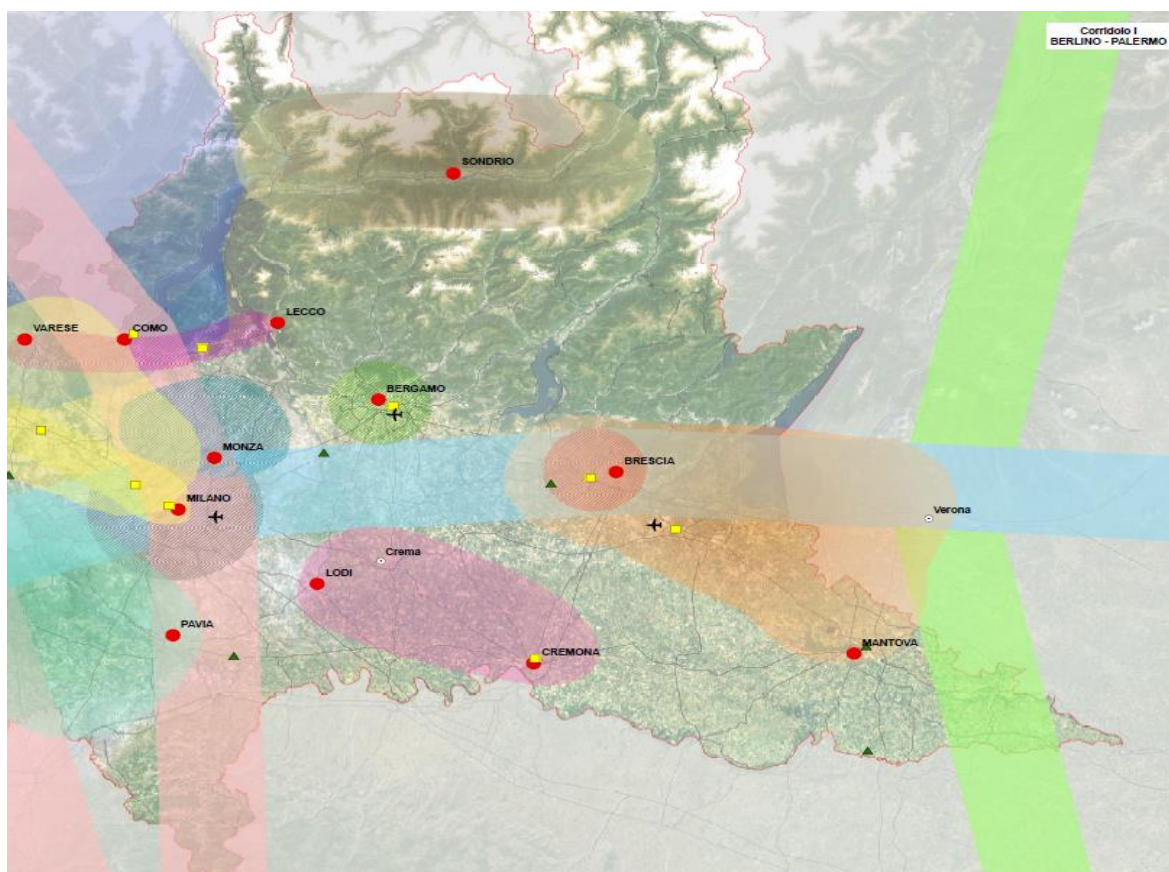 Corridoio I
BERLINO - PALERMO
SONDRIO
LECCO
VARESE
COMO
BERGAMO
MONZA
BRESCIA
MILANO
Verona
Crema
LODI
PAVIA
CREMONA
MANTOVA